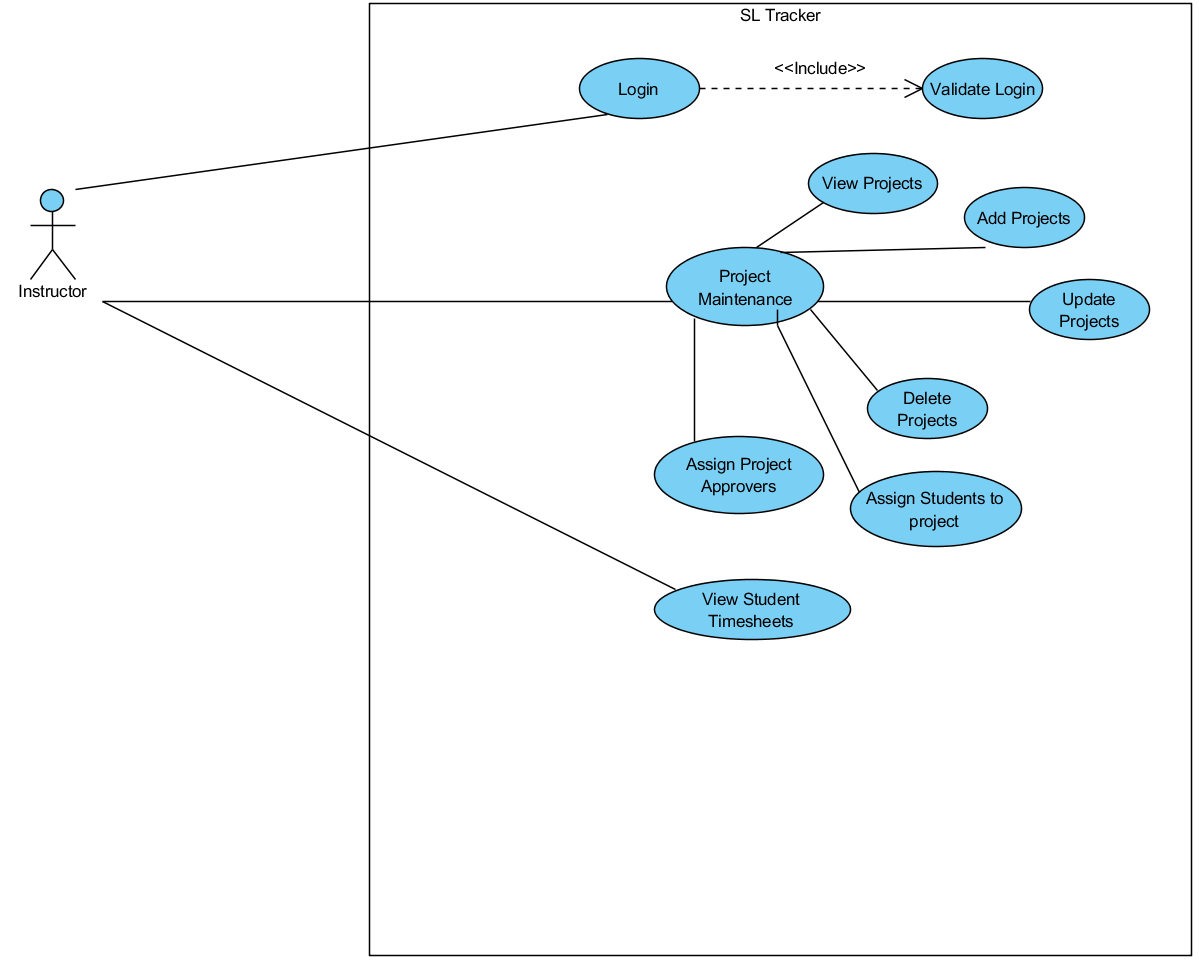 SL Tracker
<<Include>>
Login
Validate Login
View Projects
Add Projects
Instructor
Project
Maintenance
Update
Projects
Delete
Projects
Assign Project
Approvers
Assign Students to
project
View Student
Timesheets